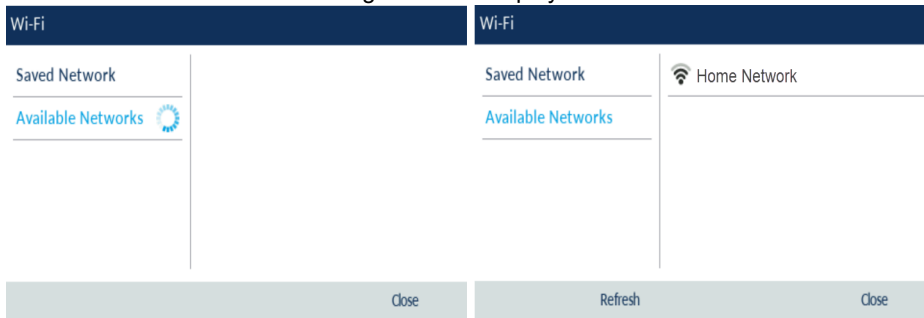 Wi-Fi
Saved Network
Available Networks
Close
Wi-Fi
Saved Network
Available Networks
Home Network
Refresh
Close